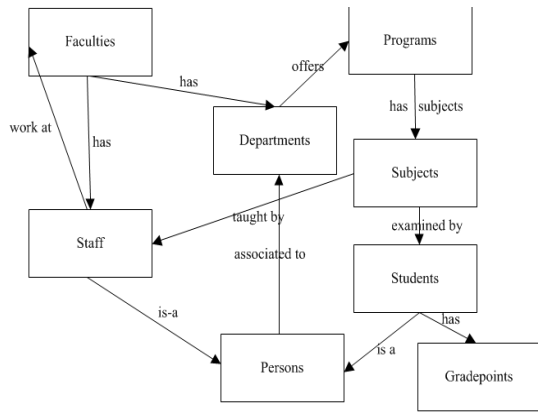 Faculties
Programs
has
offers
work at
has
has subjects
Departments
Subjects
taught by
examined by
Staff
associated to
Students
is-a
has
is a
Persons
Gradepoints